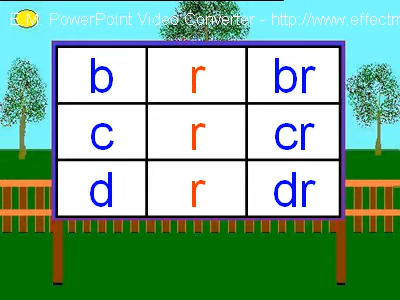 E.M. PowerPoint Video Converter - http://www.effectm
b r br
c r cr
d r dr